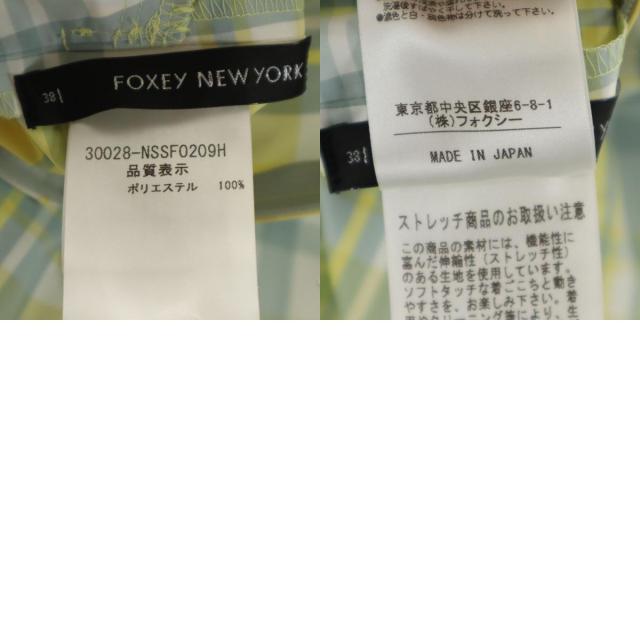 FOXEY NEW YORK
38
30028-NSSF0209H
品質表示
ポリエステル 100%
●濃色と白・淡色物は分けて洗って下さい。
東京都中央区銀座6-8-1
(株)フォクシー
38
MADE IN JAPAN
ストレッチ商品のお取扱い注意
この商品の素材には、機能性に
富んだ伸縮性(ストレッチ性)
のある生地を使用しています。
ソフトタッチな着ごこちと動き
やすさを、お楽しみ下さい。着